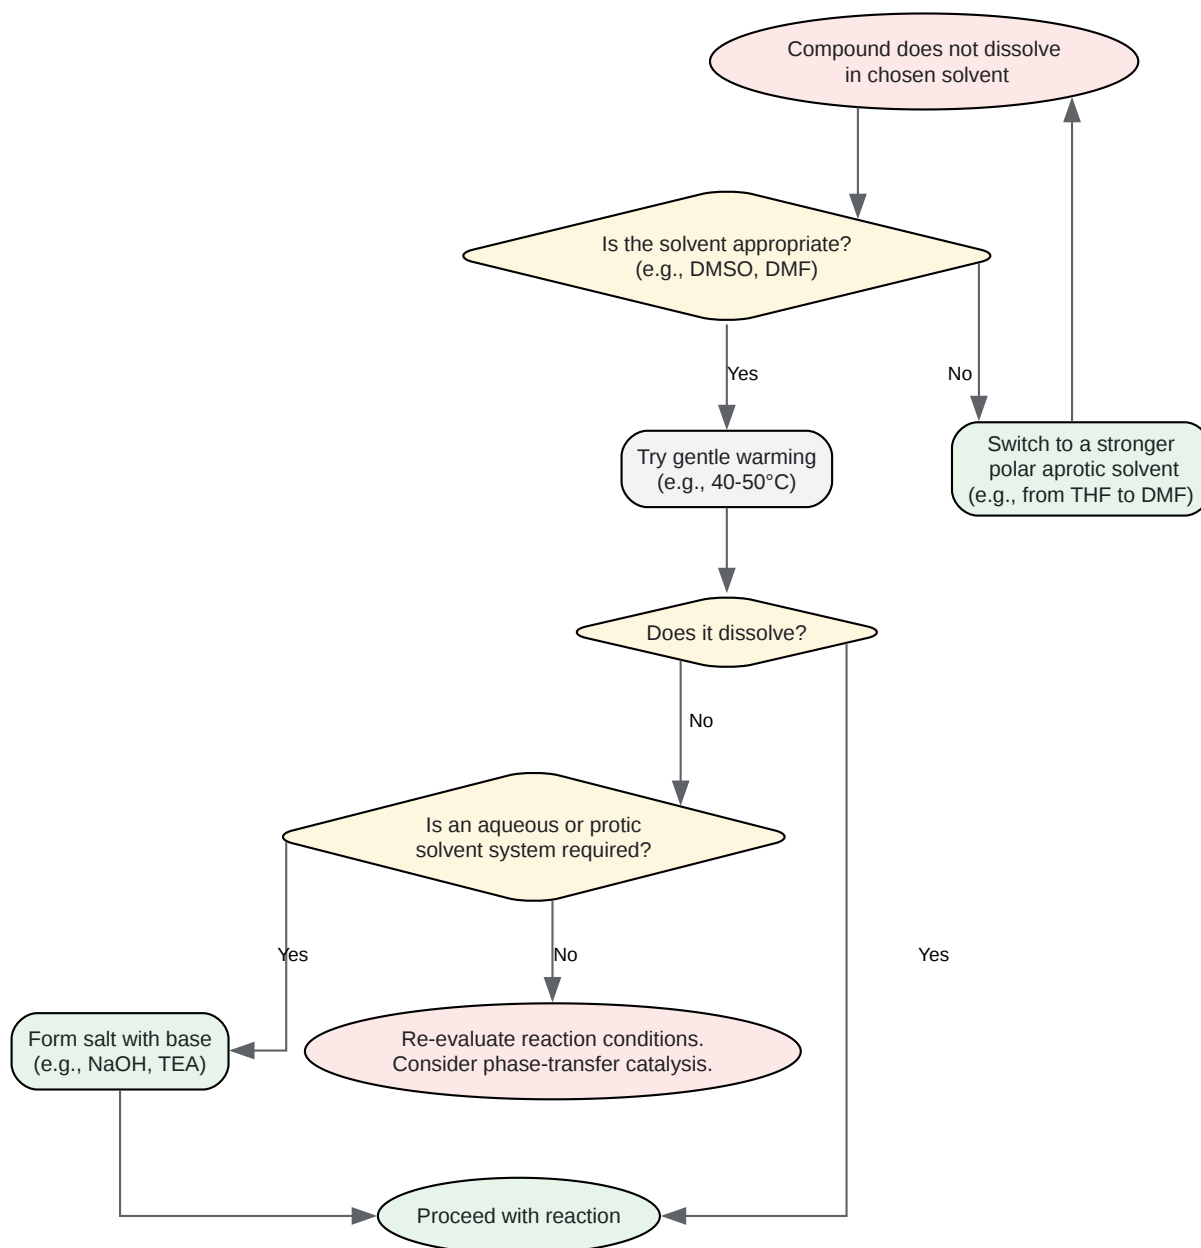 Compound does not dissolve
in chosen solvent
Is the solvent appropriate?
(e.g., DMSO, DMF)
Yes
No
Try gentle warming
(e.g., 40-50°C)
Switch to a stronger
polar aprotic solvent
(e.g., from THF to DMF)
Does it dissolve?
No
Is an aqueous or protic
solvent system required?
Yes
No
Yes
Form salt with base
(e.g., NaOH, TEA)
Re-evaluate reaction conditions.
Consider phase-transfer catalysis.
Proceed with reaction